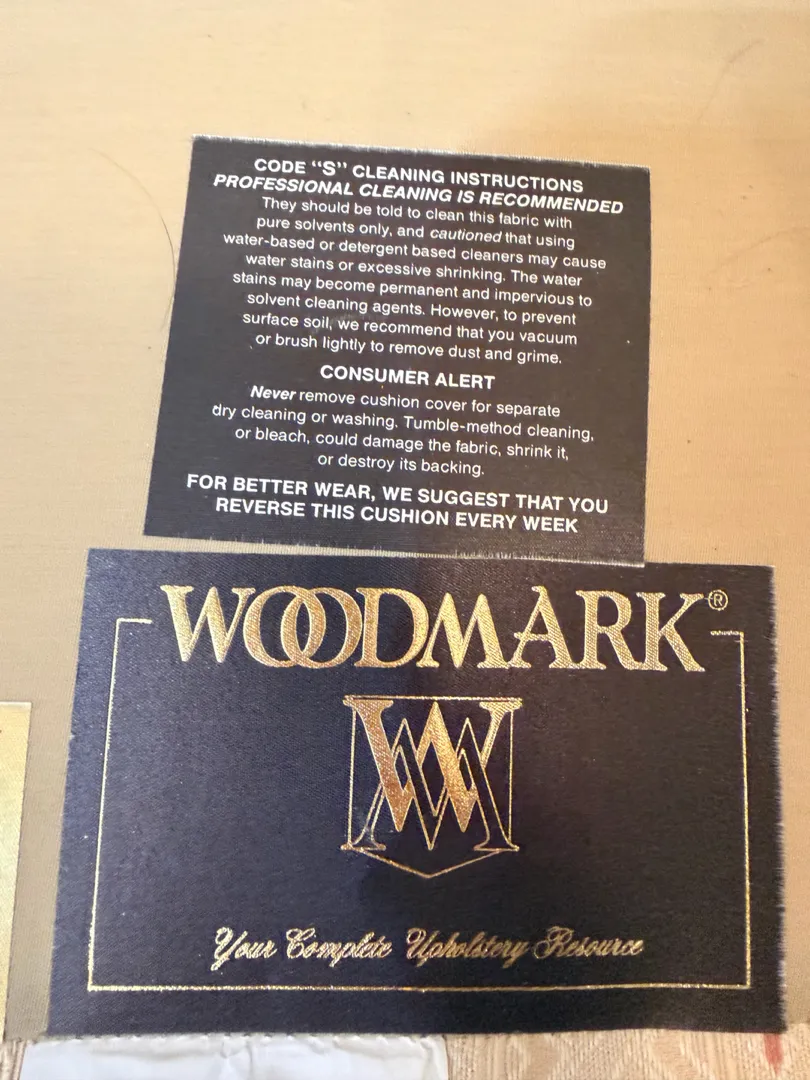 CODE “S” CLEANING INSTRUCTIONS
PROFESSIONAL CLEANING IS RECOMMENDED
They should be told to clean this fabric with
pure solvents only, and cautioned that using
water-based or detergent based cleaners may cause
water stains or excessive shrinking. The water
stains may become permanent and impervious to
solvent cleaning agents. However, to prevent
surface soil, we recommend that you vacuum
or brush lightly to remove dust and grime.
CONSUMER ALERT
Never remove cushion cover for separate
dry cleaning or washing. Tumble-method cleaning,
or bleach, could damage the fabric, shrink it,
or destroy its backing.
FOR BETTER WEAR, WE SUGGEST THAT YOU
REVERSE THIS CUSHION EVERY WEEK
WOODMARK®
WM
Your Complete Upholstery Resource